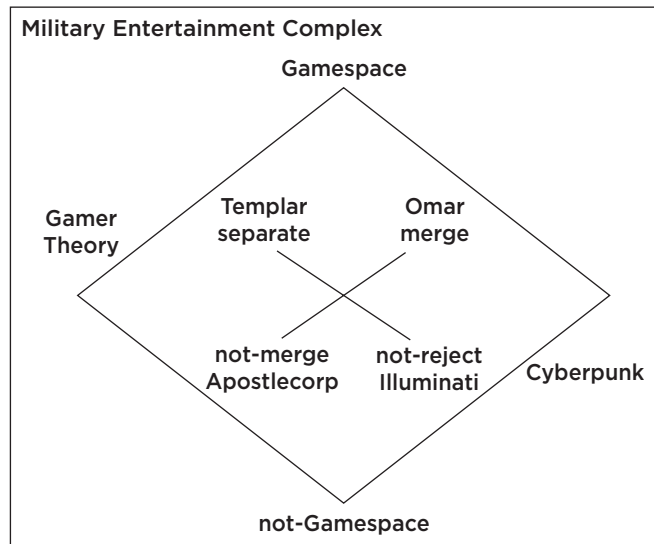 Military Entertainment Complex
Gamespace
Gamer
Theory
Templar
separate
Omar
merge
not-merge
Apostlecorp
not-reject
Illuminati
Cyberpunk
not-Gamespace